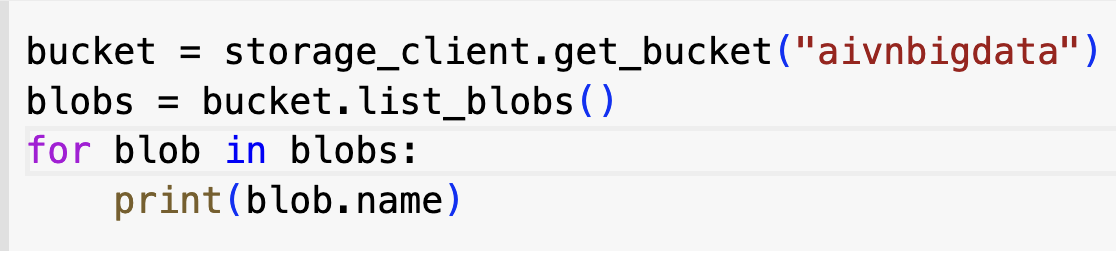 bucket = storage_client.get_bucket("aivnbigdata")
blobs = bucket.list_blobs()
for blob in blobs:
    print(blob.name)